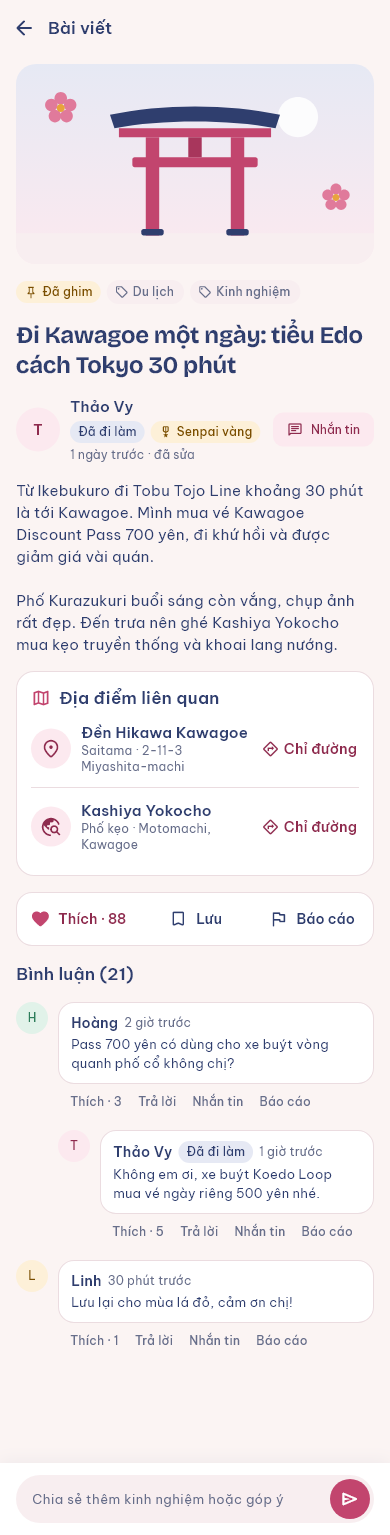 Bài viết
Đã ghim
Du lịch
Kinh nghiệm
Đi Kawagoe một ngày: tiểu Edo
cách Tokyo 30 phút
T
Thảo Vy
Đã đi làm
Senpai vàng
1 ngày trước · đã sửa
Nhắn tin
Từ Ikebukuro đi Tobu Tojo Line khoảng 30 phút
là tới Kawagoe. Mình mua vé Kawagoe
Discount Pass 700 yên, đi khứ hồi và được
giảm giá vài quán.
Phố Kurazukuri buổi sáng còn vắng, chụp ảnh
rất đẹp. Đến trưa nên ghé Kashiya Yokocho
mua kẹo truyền thống và khoai lang nướng.
Địa điểm liên quan
Đền Hikawa Kawagoe
Saitama · 2-11-3
Miyashita-machi
Chỉ đường
Kashiya Yokocho
Phố kẹo · Motomachi,
Kawagoe
Chỉ đường
Thích · 88
Lưu
Báo cáo
Bình luận (21)
H
Hoàng 2 giờ trước
Pass 700 yên có dùng cho xe buýt vòng
quanh phố cổ không chị?
Thích · 3 Trả lời Nhắn tin Báo cáo
T
Thảo Vy Đã đi làm 1 giờ trước
Không em ơi, xe buýt Koedo Loop
mua vé ngày riêng 500 yên nhé.
Thích · 5 Trả lời Nhắn tin Báo cáo
L
Linh 30 phút trước
Lưu lại cho mùa lá đỏ, cảm ơn chị!
Thích · 1 Trả lời Nhắn tin Báo cáo
Chia sẻ thêm kinh nghiệm hoặc góp ý